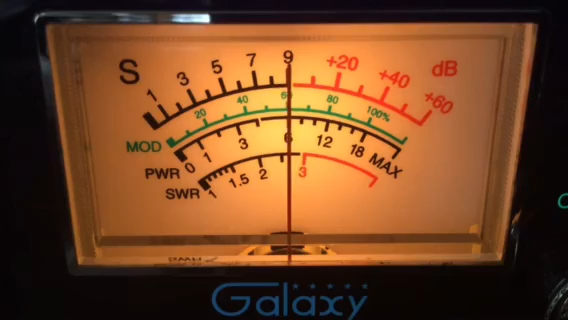 S 1 3 5 7 9 +20 +40 +60 dB
MOD 20 40 60 80 100%
PWR 0 1 3 6 12 18 MAX
SWR 1 1.5 2 3
Galaxy